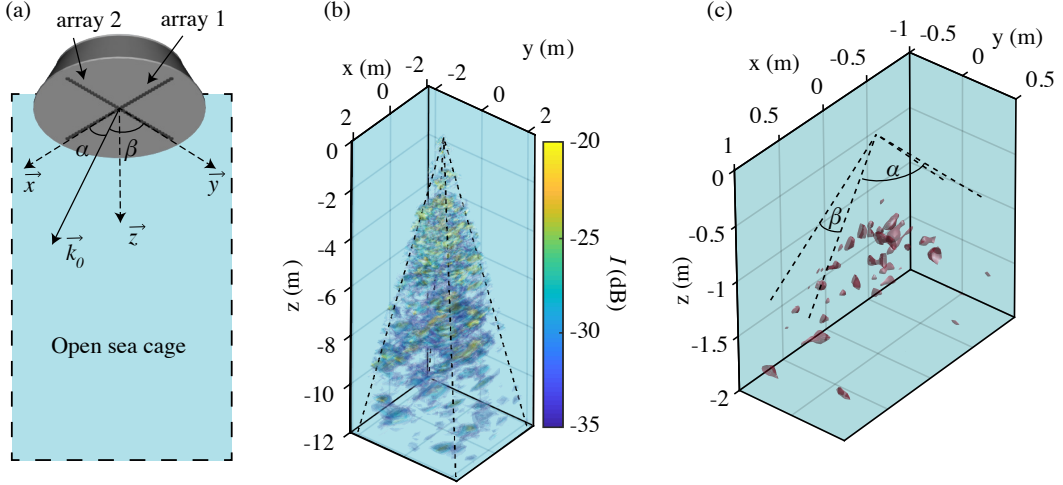 (a)
array 2
array 1
α
β
x
y
z
k0
Open sea cage
(b)
x (m)
y (m)
-2
-2
0
0
2
2
0
-2
-4
-6
-8
-10
-12
z (m)
-20
-25
-30
-35
I (dB)
(c)
x (m)
y (m)
-1
-0.5
-0.5
0
0
0.5
0.5
1
0
-0.5
-1
-1.5
-2
z (m)
α
β